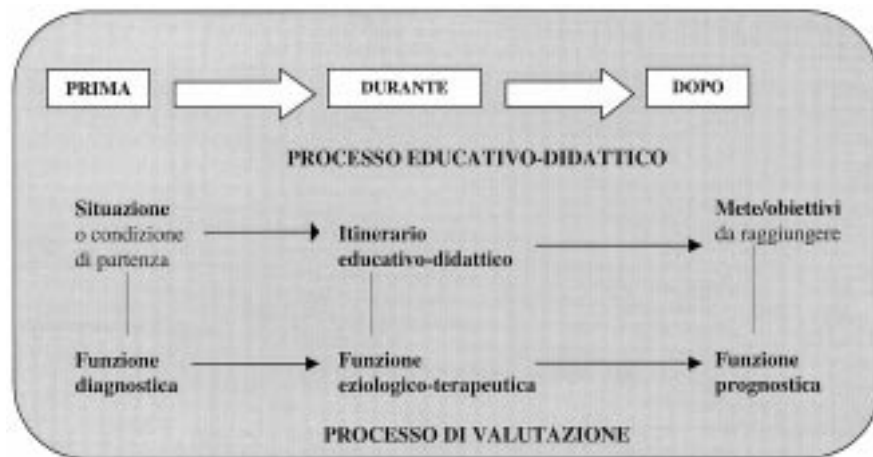 PRIMA
DURANTE
DOPO
PROCESSO EDUCATIVO-DIDATTICO
Situazione
o condizione
di partenza
Itinerario
educativo-didattico
Mete/obiettivi
da raggiungere
Funzione
diagnostica
Funzione
eziologico-terapeutica
Funzione
prognostica
PROCESSO DI VALUTAZIONE